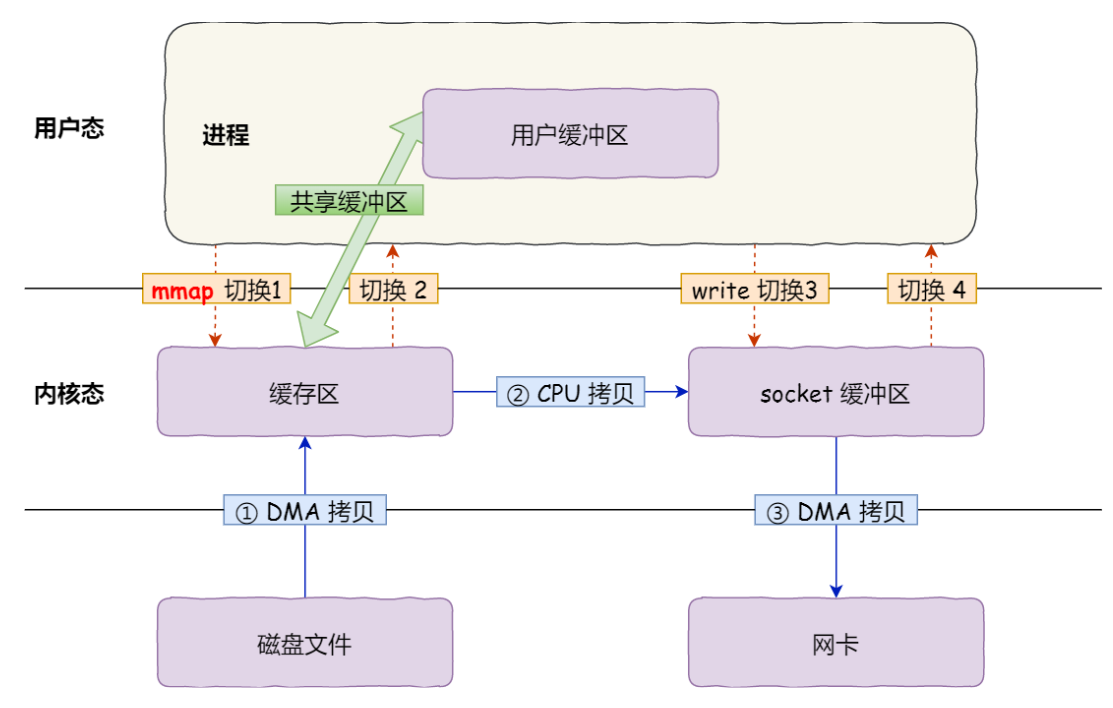 用户态
进程
用户缓冲区
共享缓冲区
mmap 切换1
切换 2
write 切换3
切换 4
内核态
缓存区
② CPU 拷贝
socket 缓冲区
① DMA 拷贝
③ DMA 拷贝
磁盘文件
网卡